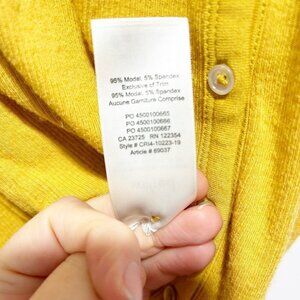 95% Modal, 5% Spandex
Exclusive of Trim
95% Modal, 5% Spandex
Aucune Garniture Comprise
PO 4500100665
PO 4500100666
PO 4500100667
CA 23725 RN 122354
Style # CRI4-10223-19
Article # 69037